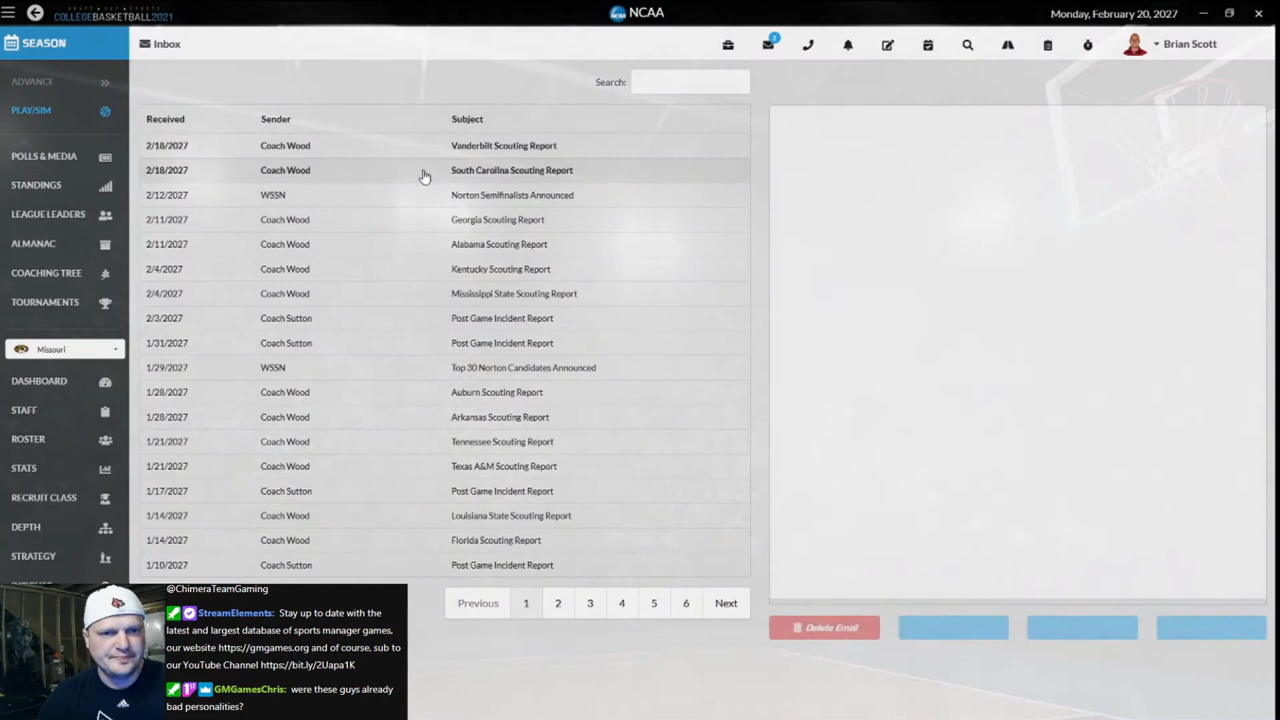 DRAFT DAY SPORTS
COLLEGEBASKETBALL2021
NCAA
Monday, February 20, 2027
SEASON
Inbox
2
Brian Scott
ADVANCE
PLAY/SIM
POLLS & MEDIA
STANDINGS
LEAGUE LEADERS
ALMANAC
COACHING TREE
TOURNAMENTS
Missouri
DASHBOARD
STAFF
ROSTER
STATS
RECRUIT CLASS
DEPTH
STRATEGY
Search:
Received Sender Subject
2/18/2027 Coach Wood Vanderbilt Scouting Report
2/18/2027 Coach Wood South Carolina Scouting Report
2/12/2027 WSSN Norton Semifinalists Announced
2/11/2027 Coach Wood Georgia Scouting Report
2/11/2027 Coach Wood Alabama Scouting Report
2/4/2027 Coach Wood Kentucky Scouting Report
2/4/2027 Coach Wood Mississippi State Scouting Report
2/3/2027 Coach Sutton Post Game Incident Report
1/31/2027 Coach Sutton Post Game Incident Report
1/29/2027 WSSN Top 30 Norton Candidates Announced
1/28/2027 Coach Wood Auburn Scouting Report
1/28/2027 Coach Wood Arkansas Scouting Report
1/21/2027 Coach Wood Tennessee Scouting Report
1/21/2027 Coach Wood Texas A&M Scouting Report
1/17/2027 Coach Sutton Post Game Incident Report
1/14/2027 Coach Wood Louisiana State Scouting Report
1/14/2027 Coach Wood Florida Scouting Report
1/10/2027 Coach Sutton Post Game Incident Report
Previous 1 2 3 4 5 6 Next
Delete Email
@ChimeraTeamGaming
StreamElements: Stay up to date with the
latest and largest database of sports manager games,
our website https://gmgames.org and of course, sub to
our YouTube Channel https://bit.ly/2Uapa1K
GMGamesChris: were these guys already
bad personalities?